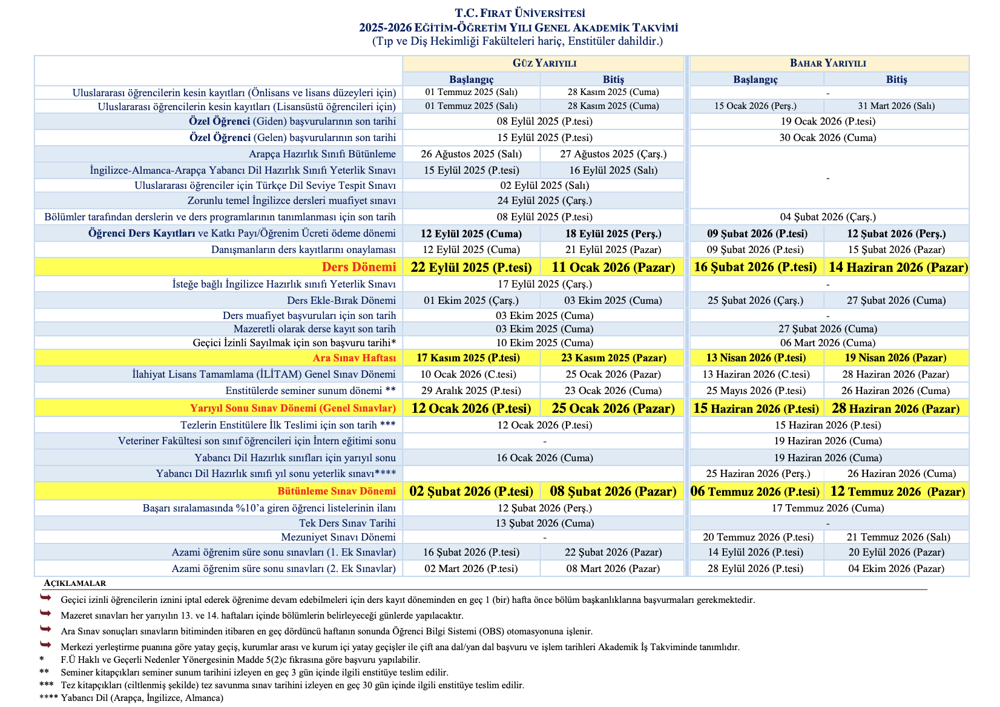 T.C. FIRAT ÜNİVERSİTESİ
2025-2026 EĞİTİM-ÖĞRETİM YILI GENEL AKADEMİK TAKVİMİ
(Tıp ve Diş Hekimliği Fakülteleri hariç, Enstitüler dahildir.)
GÜZ YARIYILI BAHAR YARIYILI
Başlangıç Bitiş Başlangıç Bitiş
Uluslararası öğrencilerin kesin kayıtları (Önlisans ve lisans düzeyleri için) 01 Temmuz 2025 (Salı) 28 Kasım 2025 (Cuma) -
Uluslararası öğrencilerin kesin kayıtları (Lisansüstü öğrencileri için) 01 Temmuz 2025 (Salı) 28 Kasım 2025 (Cuma) 15 Ocak 2026 (Perş.) 31 Mart 2026 (Salı)
Özel Öğrenci (Giden) başvurularının son tarihi 08 Eylül 2025 (P.tesi) 19 Ocak 2026 (P.tesi)
Özel Öğrenci (Gelen) başvurularının son tarihi 15 Eylül 2025 (P.tesi) 30 Ocak 2026 (Cuma)
Arapça Hazırlık Sınıfı Bütünleme 26 Ağustos 2025 (Salı) 27 Ağustos 2025 (Çarş.)
İngilizce-Almanca-Arapça Yabancı Dil Hazırlık Sınıfı Yeterlik Sınavı 15 Eylül 2025 (P.tesi) 16 Eylül 2025 (Salı) -
Uluslararası öğrenciler için Türkçe Dil Seviye Tespit Sınavı 02 Eylül 2025 (Salı)
Zorunlu temel İngilizce dersleri muafiyet sınavı 24 Eylül 2025 (Çarş.)
Bölümler tarafından derslerin ve ders programlarının tanımlanması için son tarih 08 Eylül 2025 (P.tesi) 04 Şubat 2026 (Çarş.)
Öğrenci Ders Kayıtları ve Katkı Payı/Öğrenim Ücreti ödeme dönemi 12 Eylül 2025 (Cuma) 18 Eylül 2025 (Perş.) 09 Şubat 2026 (P.tesi) 12 Şubat 2026 (Perş.)
Danışmanların ders kayıtlarını onaylaması 12 Eylül 2025 (Cuma) 21 Eylül 2025 (Pazar) 09 Şubat 2026 (P.tesi) 15 Şubat 2026 (Pazar)
Ders Dönemi 22 Eylül 2025 (P.tesi) 11 Ocak 2026 (Pazar) 16 Şubat 2026 (P.tesi) 14 Haziran 2026 (Pazar)
İsteğe bağlı İngilizce Hazırlık sınıfı Yeterlik Sınavı 17 Eylül 2025 (Çarş.) -
Ders Ekle-Bırak Dönemi 01 Ekim 2025 (Çarş.) 03 Ekim 2025 (Cuma) 25 Şubat 2026 (Çarş.) 27 Şubat 2026 (Cuma)
Ders muafiyet başvuruları için son tarih 03 Ekim 2025 (Cuma) -
Mazeretli olarak derse kayıt son tarih 03 Ekim 2025 (Cuma) 27 Şubat 2026 (Cuma)
Geçici İzinli Sayılmak için son başvuru tarihi* 10 Ekim 2025 (Cuma) 06 Mart 2026 (Cuma)
Ara Sınav Haftası 17 Kasım 2025 (P.tesi) 23 Kasım 2025 (Pazar) 13 Nisan 2026 (P.tesi) 19 Nisan 2026 (Pazar)
İlahiyat Lisans Tamamlama (İLİTAM) Genel Sınav Dönemi 10 Ocak 2026 (C.tesi) 25 Ocak 2026 (Pazar) 13 Haziran 2026 (C.tesi) 28 Haziran 2026 (Pazar)
Enstitülerde seminer sunum dönemi ** 29 Aralık 2025 (P.tesi) 23 Ocak 2026 (Cuma) 25 Mayıs 2026 (P.tesi) 26 Haziran 2026 (Cuma)
Yarıyıl Sonu Sınav Dönemi (Genel Sınavlar) 12 Ocak 2026 (P.tesi) 25 Ocak 2026 (Pazar) 15 Haziran 2026 (P.tesi) 28 Haziran 2026 (Pazar)
Tezlerin Enstitülere İlk Teslimi için son tarih *** 12 Ocak 2026 (P.tesi) 15 Haziran 2026 (P.tesi)
Veteriner Fakültesi son sınıf öğrencileri için İntern eğitimi sonu - 19 Haziran 2026 (Cuma)
Yabancı Dil Hazırlık sınıfları için yarıyıl sonu 16 Ocak 2026 (Cuma) 19 Haziran 2026 (Cuma)
Yabancı Dil Hazırlık sınıfı yıl sonu yeterlik sınavı**** 25 Haziran 2026 (Perş.) 26 Haziran 2026 (Cuma)
Bütünleme Sınav Dönemi 02 Şubat 2026 (P.tesi) 08 Şubat 2026 (Pazar) 06 Temmuz 2026 (P.tesi) 12 Temmuz 2026 (Pazar)
Başarı sıralamasında %10'a giren öğrenci listelerinin ilanı 12 Şubat 2026 (Perş.) 17 Temmuz 2026 (Cuma)
Tek Ders Sınav Tarihi 13 Şubat 2026 (Cuma) -
Mezuniyet Sınavı Dönemi - 20 Temmuz 2026 (P.tesi) 21 Temmuz 2026 (Salı)
Azami öğrenim süre sonu sınavları (1. Ek Sınavlar) 16 Şubat 2026 (P.tesi) 22 Şubat 2026 (Pazar) 14 Eylül 2026 (P.tesi) 20 Eylül 2026 (Pazar)
Azami öğrenim süre sonu sınavları (2. Ek Sınavlar) 02 Mart 2026 (P.tesi) 08 Mart 2026 (Pazar) 28 Eylül 2026 (P.tesi) 04 Ekim 2026 (Pazar)
AÇIKLAMALAR
Geçici izinli öğrencilerin iznini iptal ederek öğrenime devam edebilmeleri için ders kayıt döneminden en geç 1 (bir) hafta önce bölüm başkanlıklarına başvurmaları gerekmektedir.
Mazeret sınavları her yarıyılın 13. ve 14. haftaları içinde bölümlerin belirleyeceği günlerde yapılacaktır.
Ara Sınav sonuçları sınavların bitiminden itibaren en geç dördüncü haftanın sonunda Öğrenci Bilgi Sistemi (OBS) otomasyonuna işlenir.
Merkezi yerleştirme puanına göre yatay geçiş, kurumlar arası ve kurum içi yatay geçişler ile çift ana dal/yan dal başvuru ve işlem tarihleri Akademik İş Takviminde tanımlıdır.
* F.Ü Haklı ve Geçerli Nedenler Yönergesinin Madde 5(2)c fıkrasına göre başvuru yapılabilir.
** Seminer kitapçıkları seminer sunum tarihini izleyen en geç 3 gün içinde ilgili enstitüye teslim edilir.
*** Tez kitapçıkları (ciltlenmiş şekilde) tez savunma sınav tarihini izleyen en geç 30 gün içinde ilgili enstitüye teslim edilir.
**** Yabancı Dil (Arapça, İngilizce, Almanca)